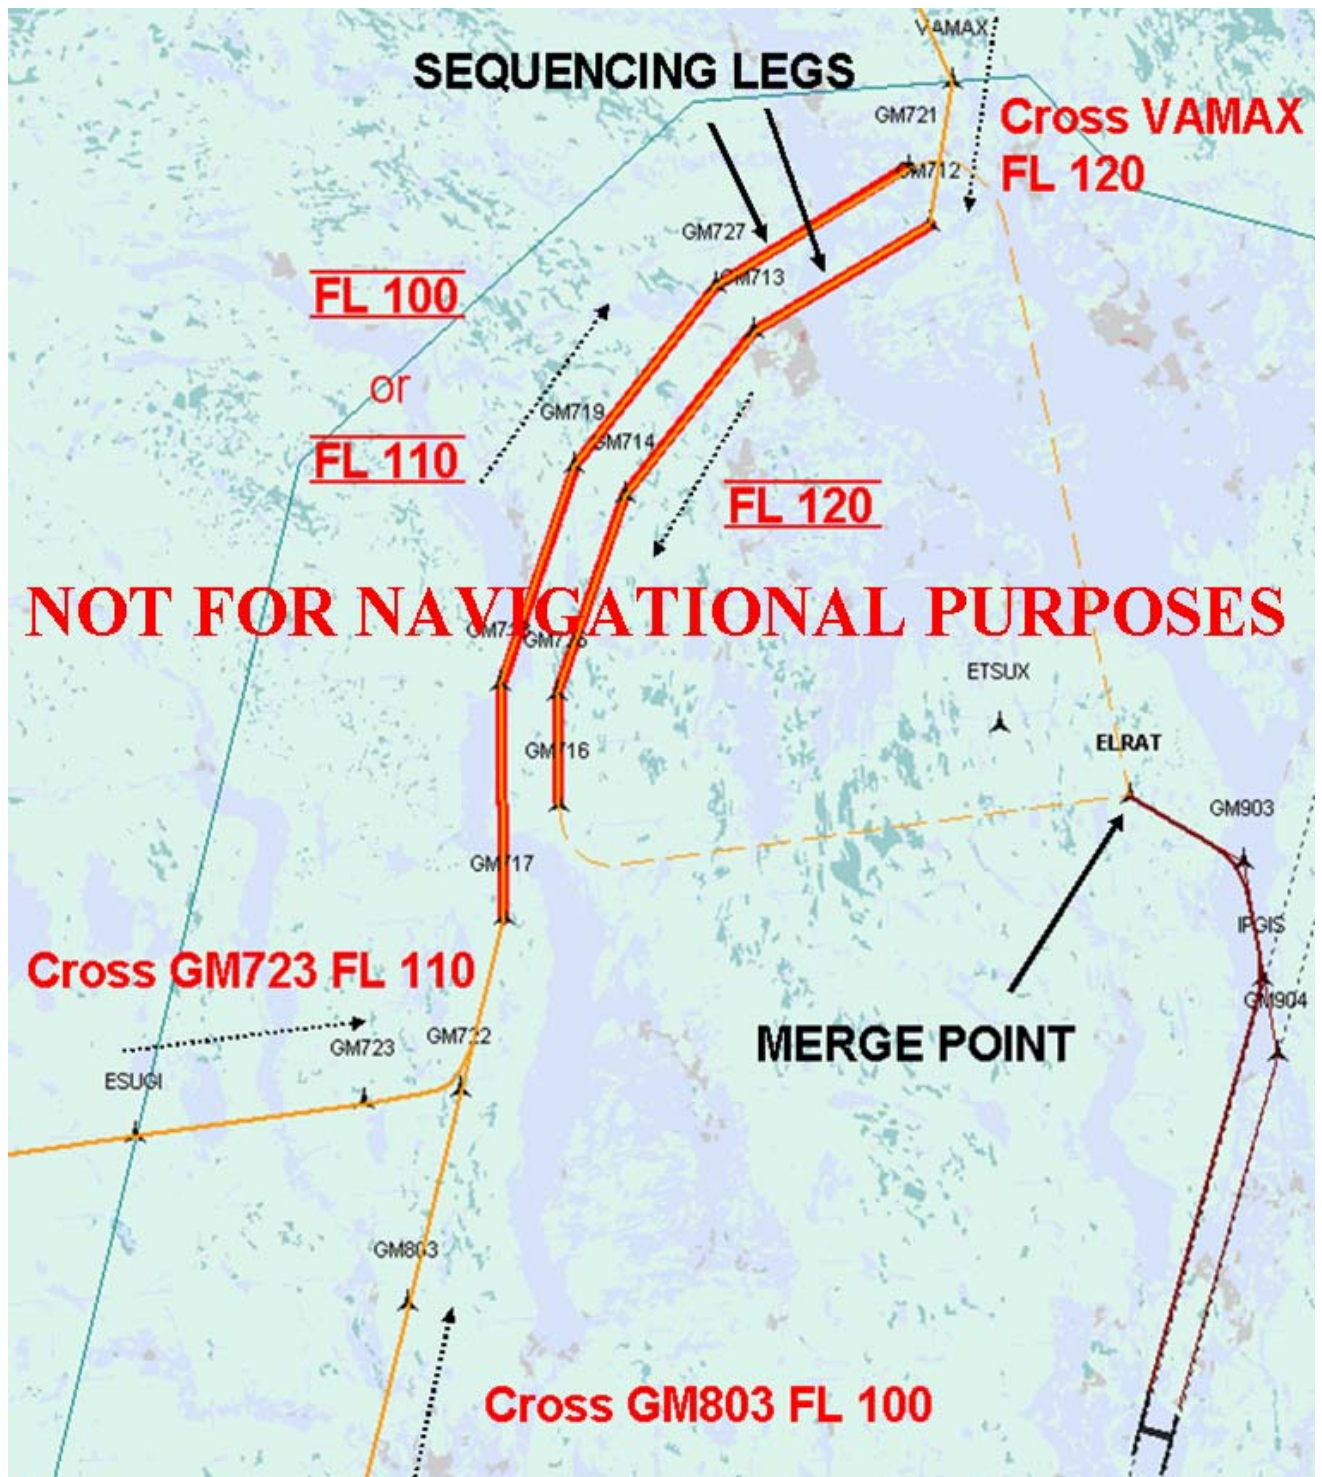 VAMAX
SEQUENCING LEGS
GM721
Cross VAMAX
FL 120
GM712
GM727
GM713
FL 100
or
FL 110
GM719
GM714
FL 120
NOT FOR NAVIGATIONAL PURPOSES
ETSUX
ELRAT
GM716
GM903
GM717
IPGIS
Cross GM723 FL 110
GM904
GM722
GM723
MERGE POINT
ESUGI
GM803
Cross GM803 FL 100